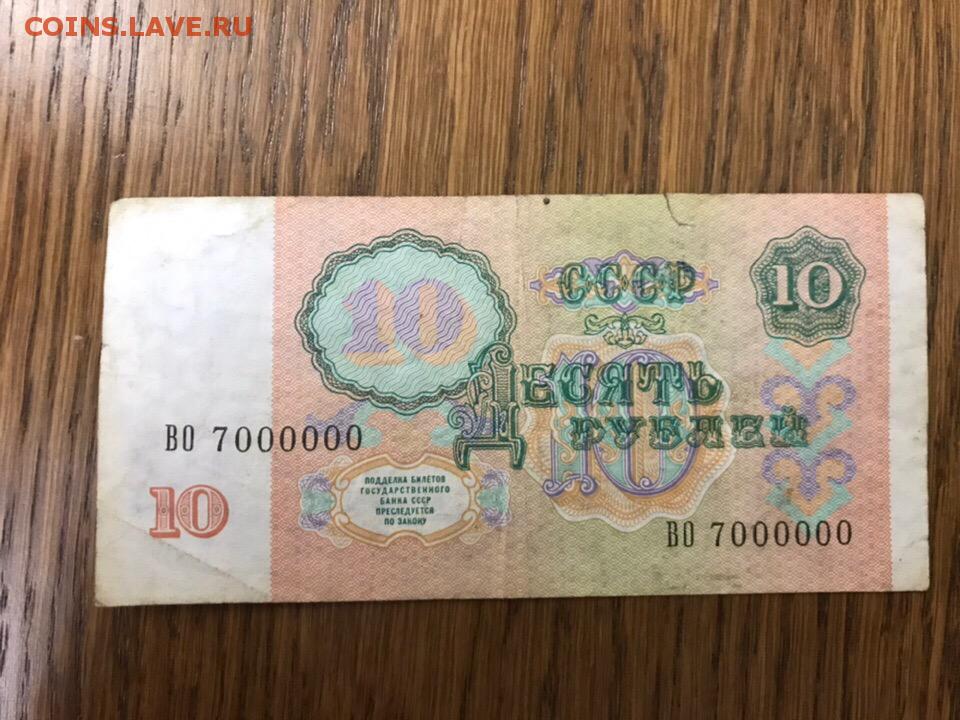 COINS.LAVE.RU
10
СССР
10
10
ДЕСЯТЬ
РУБЛЕЙ
ВО 7000000
ПОДДЕЛКА БИЛЕТОВ
ГОСУДАРСТВЕННОГО
БАНКА СССР
ПРЕСЛЕДУЕТСЯ
ПО ЗАКОНУ
10
ВО 7000000